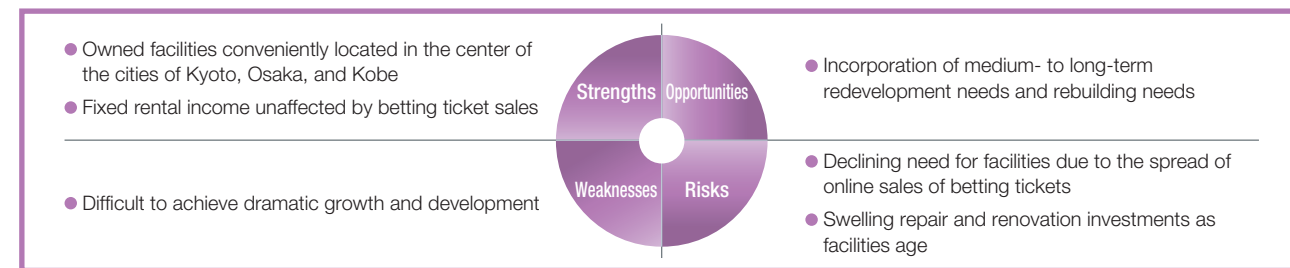 ● Owned facilities conveniently located in the center of
the cities of Kyoto, Osaka, and Kobe
● Fixed rental income unaffected by betting ticket sales
Strengths
Opportunities
● Incorporation of medium- to long-term
redevelopment needs and rebuilding needs
● Difficult to achieve dramatic growth and development
Weaknesses
Risks
● Declining need for facilities due to the spread of
online sales of betting tickets
● Swelling repair and renovation investments as
facilities age